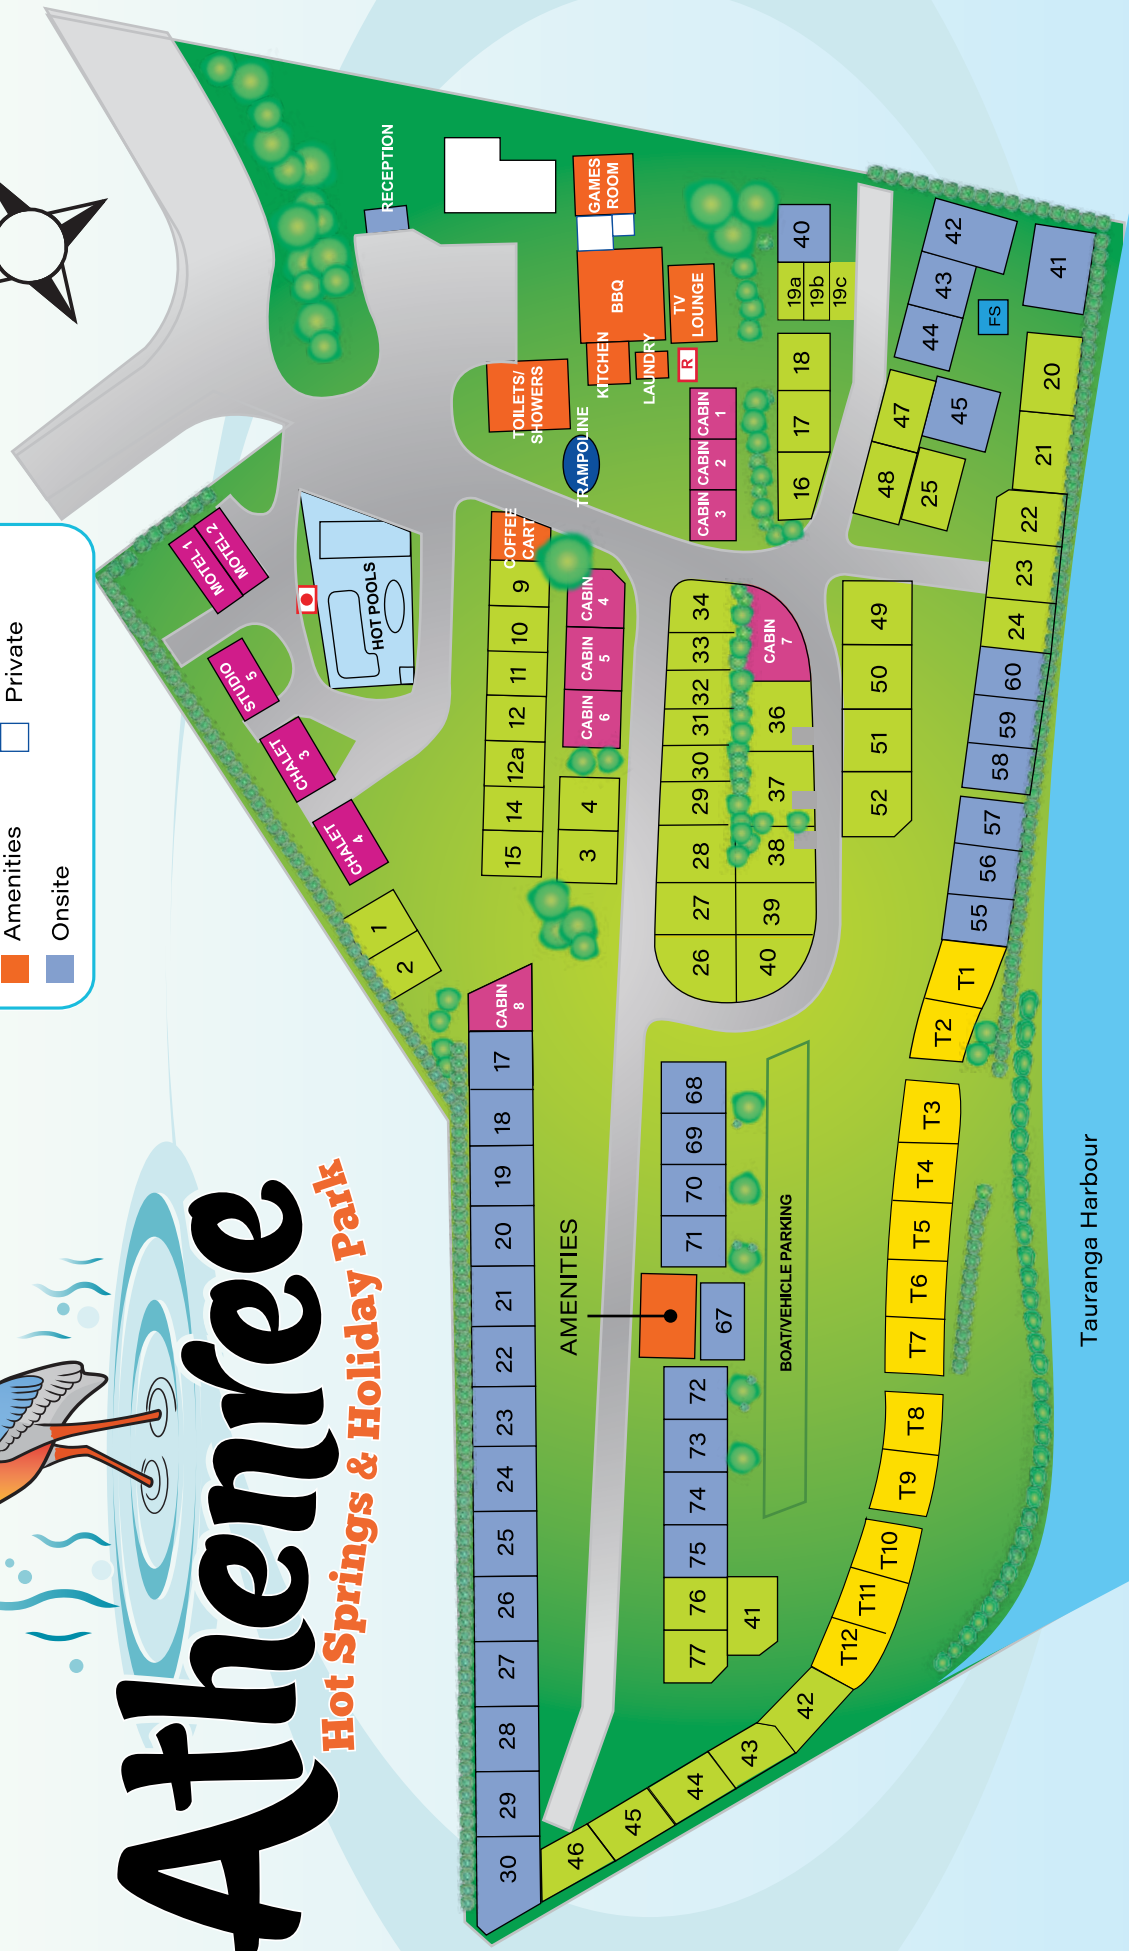 Athenree
Hot Springs & Holiday Park
Amenities
Private
Onsite
MOTEL 1
MOTEL 2
STUDIO
5
CHALET
3
CHALET
4
1
2
HOT POOLS
RECEPTION
GAMES
ROOM
BBQ
TV
LOUNGE
KITCHEN
LAUNDRY
R
TOILETS/
SHOWERS
TRAMPOLINE
COFFEE
CART
CABIN
1
CABIN
2
CABIN
3
CABIN
4
CABIN
5
CABIN
6
CABIN
7
CABIN
8
9
10
11
12
12a
14
15
4
3
40
19a
19b
19c
18
17
16
42
43
44
41
FS
47
45
48
25
20
21
22
23
24
60
59
58
57
56
55
34
33
32
31
30
29
28
27
26
36
37
38
39
40
49
50
51
52
17
18
19
20
21
22
23
24
25
26
27
28
29
30
AMENITIES
68
69
70
71
67
72
73
74
75
76
77
41
BOAT/VEHICLE PARKING
T1
T2
T3
T4
T5
T6
T7
T8
T9
T10
T11
T12
42
43
44
45
46
Tauranga Harbour